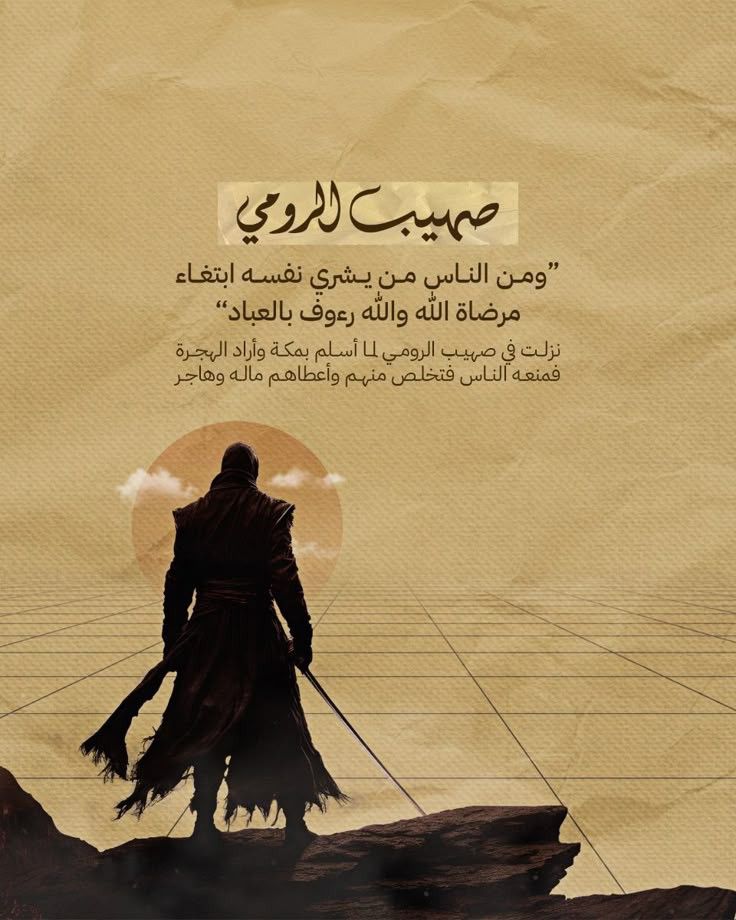 صهيب الرومي
”ومن الناس من يشري نفسه ابتغاء
مرضاة الله والله رءوف بالعباد“
نزلت في صهيب الرومي لما أسلم بمكة وأراد الهجرة
فمنعه الناس فتخلص منهم وأعطاهم ماله وهاجر